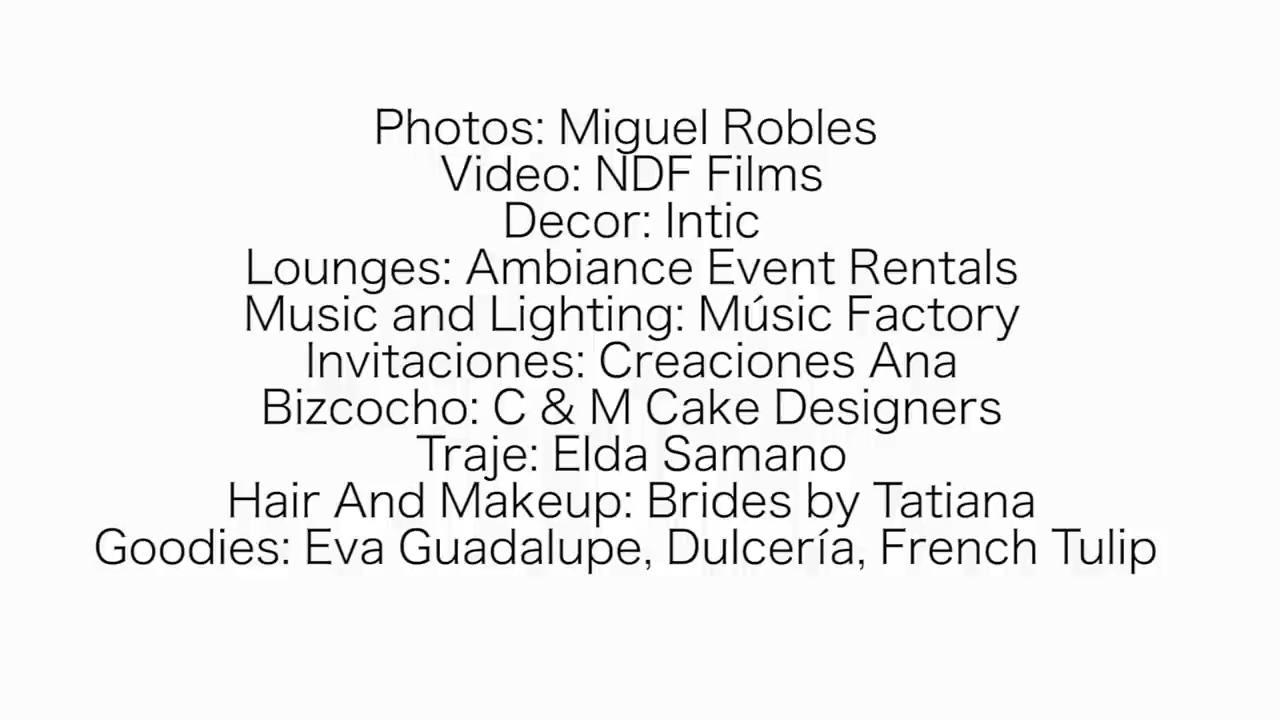 Photos: Miguel Robles
Video: NDF Films
Decor: Intic
Lounges: Ambiance Event Rentals
Music and Lighting: Músic Factory
Invitaciones: Creaciones Ana
Bizcocho: C & M Cake Designers
Traje: Elda Samano
Hair And Makeup: Brides by Tatiana
Goodies: Eva Guadalupe, Dulcería, French Tulip